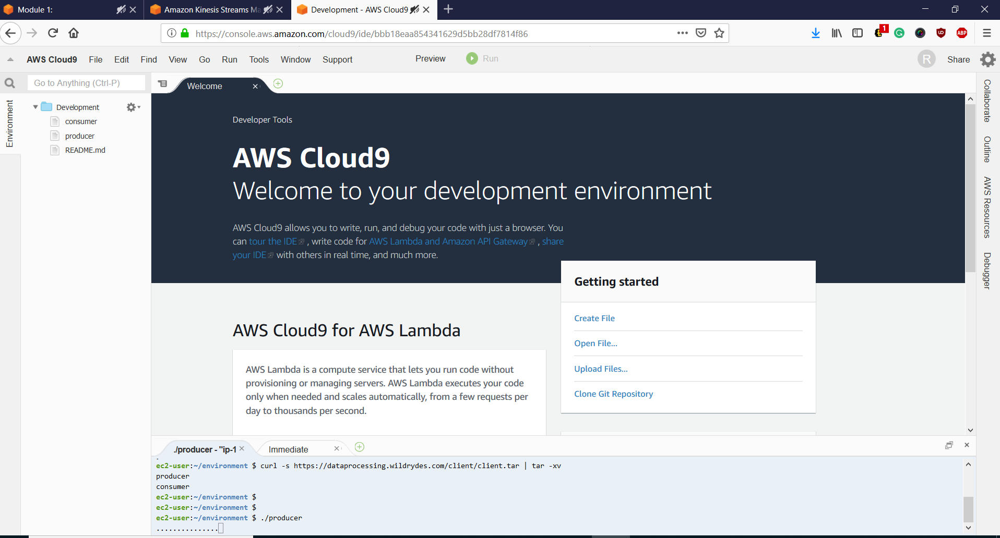 Module 1:
Amazon Kinesis Streams Ma
Development - AWS Cloud9
https://console.aws.amazon.com/cloud9/ide/bbb18eaa854341629d5bb28df7814f86
1
ABP
AWS Cloud9 File Edit Find View Go Run Tools Window Support Preview Run
R Share
Go to Anything (Ctrl-P)
Welcome
Environment
Development
consumer
producer
README.md
Developer Tools
AWS Cloud9
Welcome to your development environment
AWS Cloud9 allows you to write, run, and debug your code with just a browser. You
can tour the IDE , write code for AWS Lambda and Amazon API Gateway , share
your IDE with others in real time, and much more.
Getting started
Create File
Open File...
Upload Files...
Clone Git Repository
AWS Cloud9 for AWS Lambda
AWS Lambda is a compute service that lets you run code without
provisioning or managing servers. AWS Lambda executes your code
only when needed and scales automatically, from a few requests per
day to thousands per second.
Collaborate
Outline
AWS Resources
Debugger
./producer - "ip-1
Immediate
ec2-user:~/environment $ curl -s https://dataprocessing.wildrydes.com/client/client.tar | tar -xv
producer
consumer
ec2-user:~/environment $
ec2-user:~/environment $
ec2-user:~/environment $ ./producer
...............